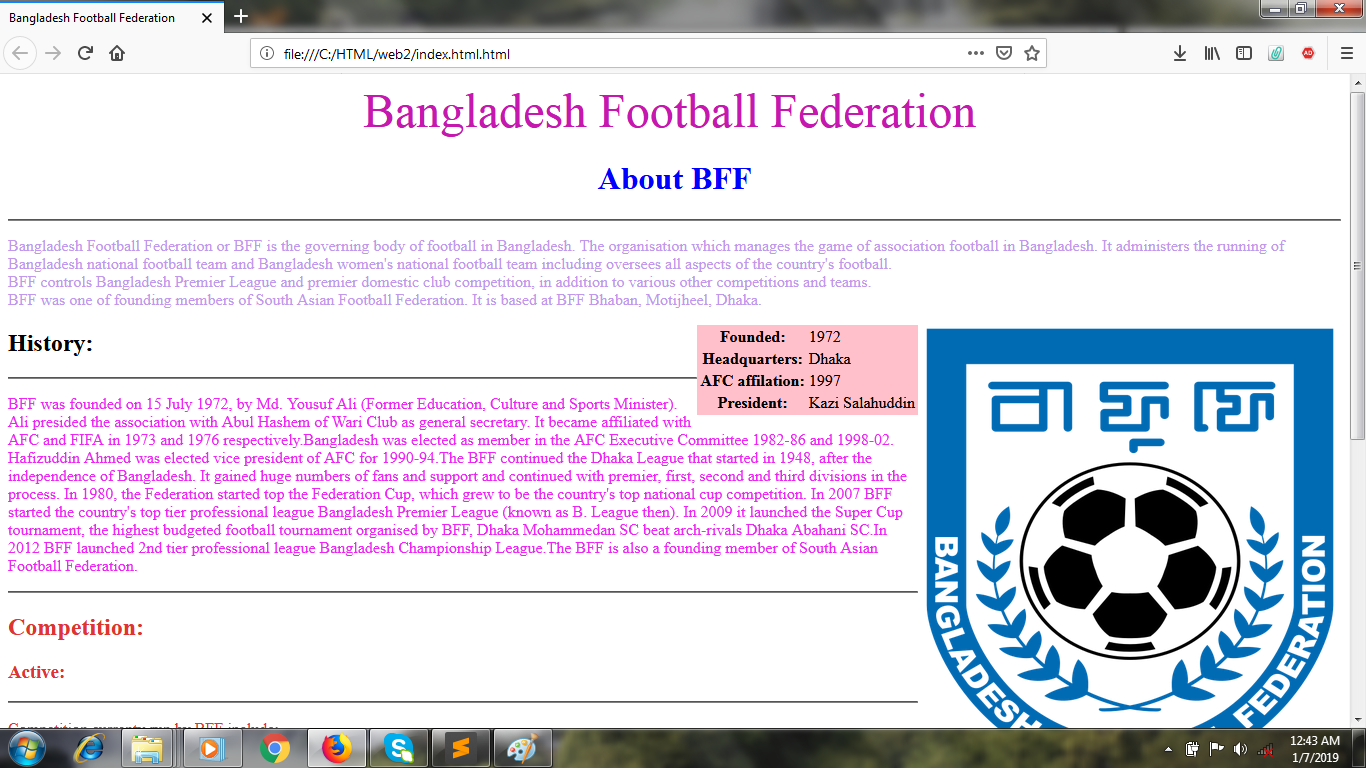 Bangladesh Football Federation
file:///C:/HTML/web2/index.html.html
Bangladesh Football Federation
About BFF
Bangladesh Football Federation or BFF is the governing body of football in Bangladesh. The organisation which manages the game of association football in Bangladesh. It administers the running of
Bangladesh national football team and Bangladesh women's national football team including oversees all aspects of the country's football.
BFF controls Bangladesh Premier League and premier domestic club competition, in addition to various other competitions and teams.
BFF was one of founding members of South Asian Football Federation. It is based at BFF Bhaban, Motijheel, Dhaka.
History:
Founded: 1972
Headquarters: Dhaka
AFC affilation: 1997
President: Kazi Salahuddin
BFF was founded on 15 July 1972, by Md. Yousuf Ali (Former Education, Culture and Sports Minister).
Ali presided the association with Abul Hashem of Wari Club as general secretary. It became affiliated with
AFC and FIFA in 1973 and 1976 respectively.Bangladesh was elected as member in the AFC Executive Committee 1982-86 and 1998-02.
Hafizuddin Ahmed was elected vice president of AFC for 1990-94.The BFF continued the Dhaka League that started in 1948, after the
independence of Bangladesh. It gained huge numbers of fans and support and continued with premier, first, second and third divisions in the
process. In 1980, the Federation started top the Federation Cup, which grew to be the country's top national cup competition. In 2007 BFF
started the country's top tier professional league Bangladesh Premier League (known as B. League then). In 2009 it launched the Super Cup
tournament, the highest budgeted football tournament organised by BFF, Dhaka Mohammedan SC beat arch-rivals Dhaka Abahani SC.In
2012 BFF launched 2nd tier professional league Bangladesh Championship League.The BFF is also a founding member of South Asian
Football Federation.
বা ফু ফে
BANGLADESH
FEDERATION
Competition:
Active:
Competition currenty run by BFF include:
12:43 AM
1/7/2019